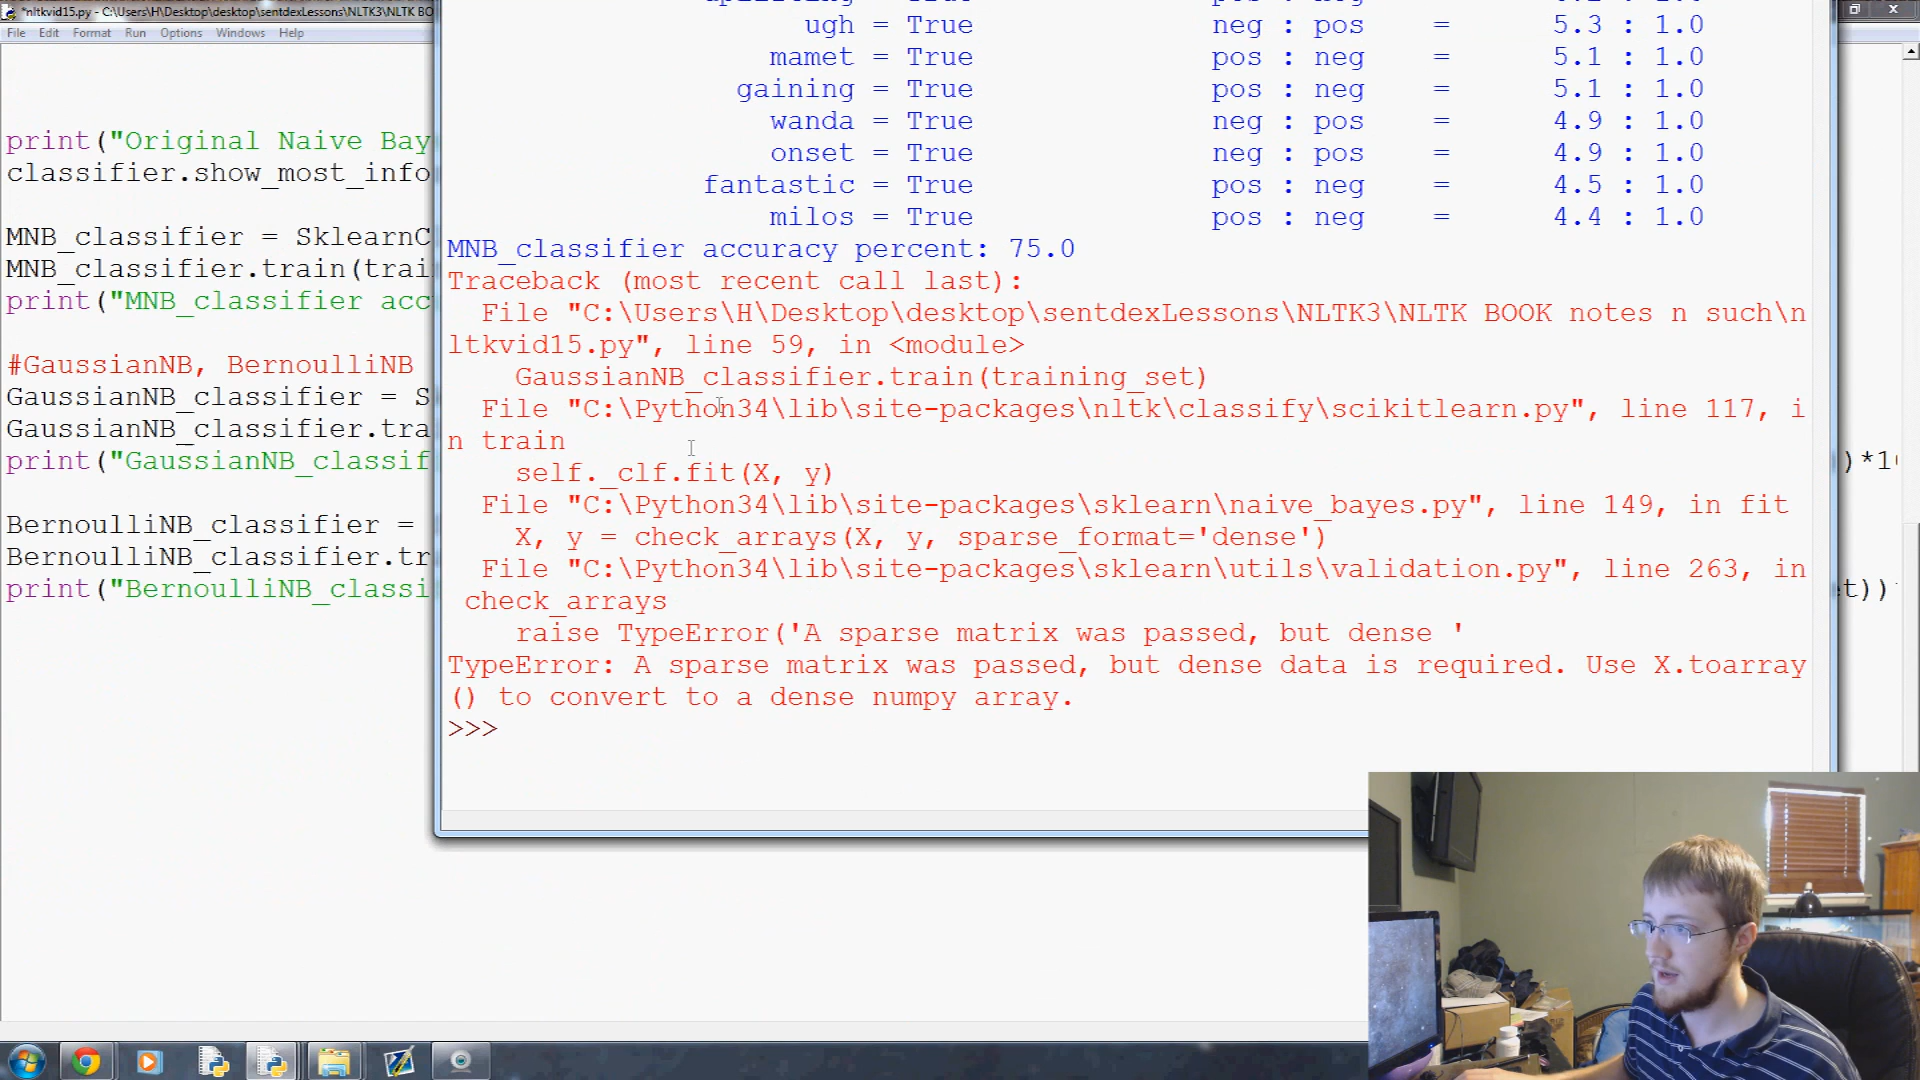 *nltkvid15.py - C:\Users\H\Desktop\desktop\sentdexLessons\NLTK3\NLTK BO
File Edit Format Run Options Windows Help
print("Original Naive Bay
classifier.show_most_info
MNB_classifier = SklearnC
MNB_classifier.train(trai
print("MNB_classifier acc
#GaussianNB, BernoulliNB
GaussianNB_classifier = S
GaussianNB_classifier.tra
print("GaussianNB_classif
)*1
BernoulliNB_classifier =
BernoulliNB_classifier.tr
print("BernoulliNB_classi
t))
ugh = True neg : pos = 5.3 : 1.0
mamet = True pos : neg = 5.1 : 1.0
gaining = True pos : neg = 5.1 : 1.0
wanda = True neg : pos = 4.9 : 1.0
onset = True neg : pos = 4.9 : 1.0
fantastic = True pos : neg = 4.5 : 1.0
milos = True pos : neg = 4.4 : 1.0
MNB_classifier accuracy percent: 75.0
Traceback (most recent call last):
File "C:\Users\H\Desktop\desktop\sentdexLessons\NLTK3\NLTK BOOK notes n such\n
ltkvid15.py", line 59, in <module>
GaussianNB_classifier.train(training_set)
File "C:\Python34\lib\site-packages\nltk\classify\scikitlearn.py", line 117, i
n train
self._clf.fit(X, y)
File "C:\Python34\lib\site-packages\sklearn\naive_bayes.py", line 149, in fit
X, y = check_arrays(X, y, sparse_format='dense')
File "C:\Python34\lib\site-packages\sklearn\utils\validation.py", line 263, in
check_arrays
raise TypeError('A sparse matrix was passed, but dense '
TypeError: A sparse matrix was passed, but dense data is required. Use X.toarray
() to convert to a dense numpy array.
>>>